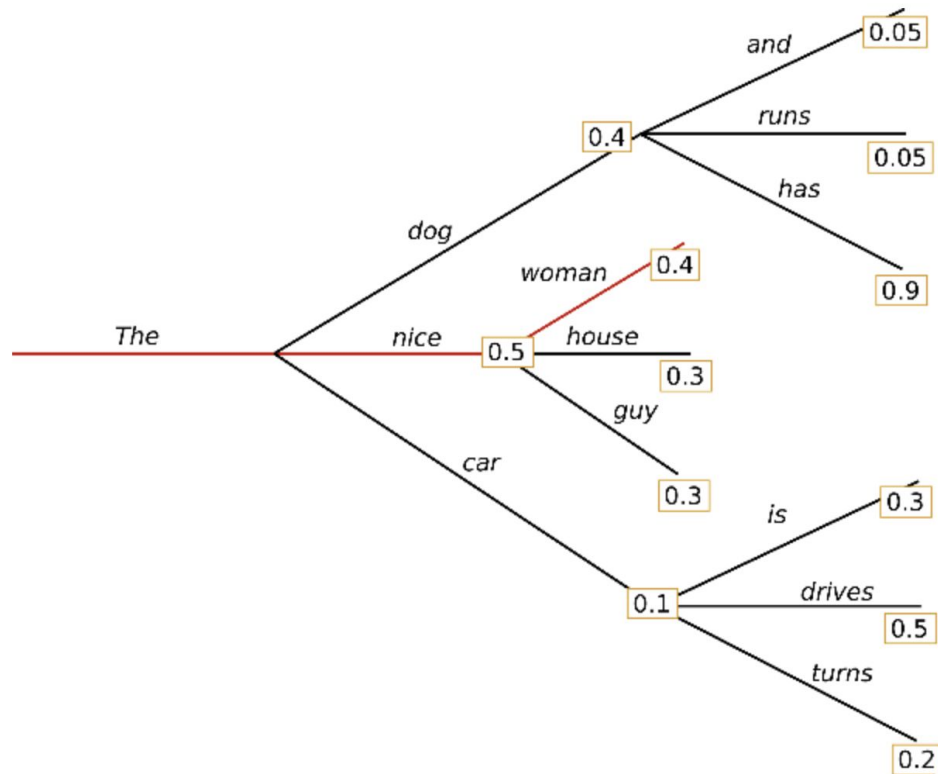 and
0.05
runs
0.4
0.05
has
dog
woman
0.4
0.9
The
nice
0.5
house
0.3
guy
car
0.3
is
0.3
0.1
drives
0.5
turns
0.2